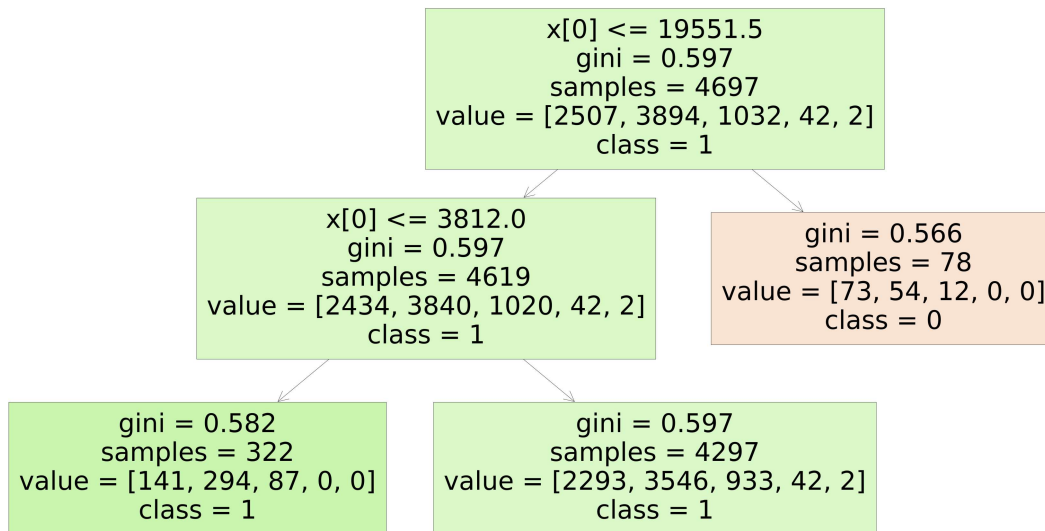 x[0] <= 19551.5
gini = 0.597
samples = 4697
value = [2507, 3894, 1032, 42, 2]
class = 1
x[0] <= 3812.0
gini = 0.597
samples = 4619
value = [2434, 3840, 1020, 42, 2]
class = 1
gini = 0.566
samples = 78
value = [73, 54, 12, 0, 0]
class = 0
gini = 0.582
samples = 322
value = [141, 294, 87, 0, 0]
class = 1
gini = 0.597
samples = 4297
value = [2293, 3546, 933, 42, 2]
class = 1